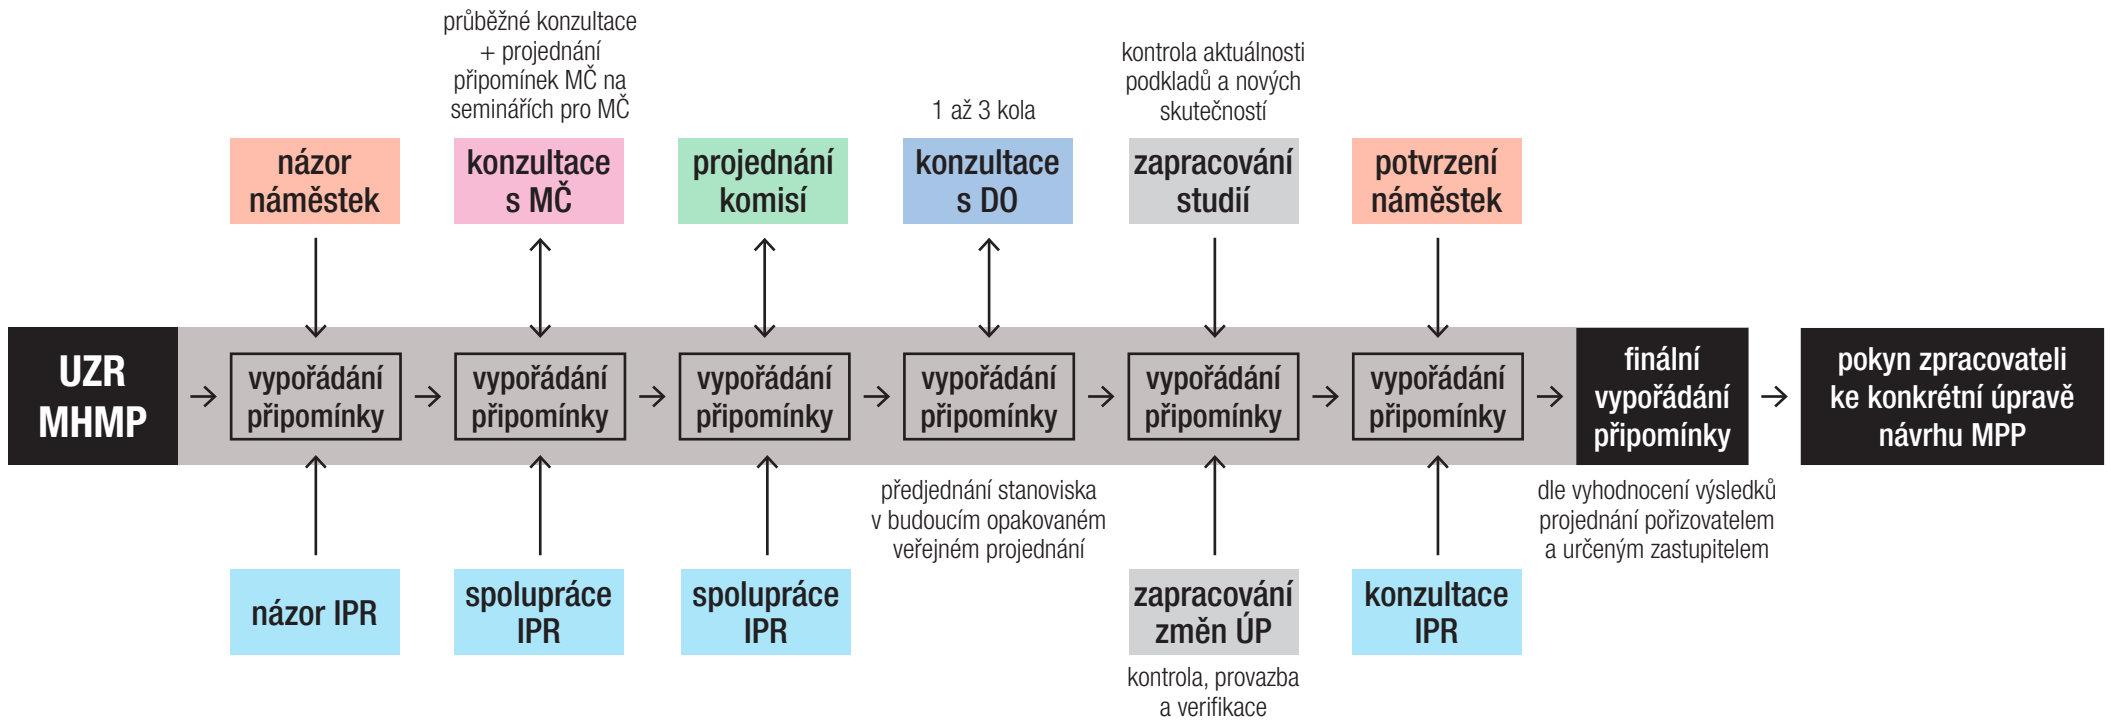 průběžné konzultace
+ projednání
připomínek MČ na
seminářích pro MČ
1 až 3 kola
kontrola aktuálnosti
podkladů a nových
skutečností
názor
náměstek
konzultace
s MČ
projednání
komisí
konzultace
s DO
zapracování
studií
potvrzení
náměstek
UZR
MHMP
vypořádání
připomínky
vypořádání
připomínky
vypořádání
připomínky
vypořádání
připomínky
vypořádání
připomínky
vypořádání
připomínky
finální
vypořádání
připomínky
pokyn zpracovateli
ke konkrétní úpravě
návrhu MPP
předjednání stanoviska
v budoucím opakovaném
veřejném projednání
dle vyhodnocení výsledků
projednání pořizovatelem
a určeným zastupitelem
názor IPR
spolupráce
IPR
spolupráce
IPR
zapracování
změn ÚP
konzultace
IPR
kontrola, provazba
a verifikace